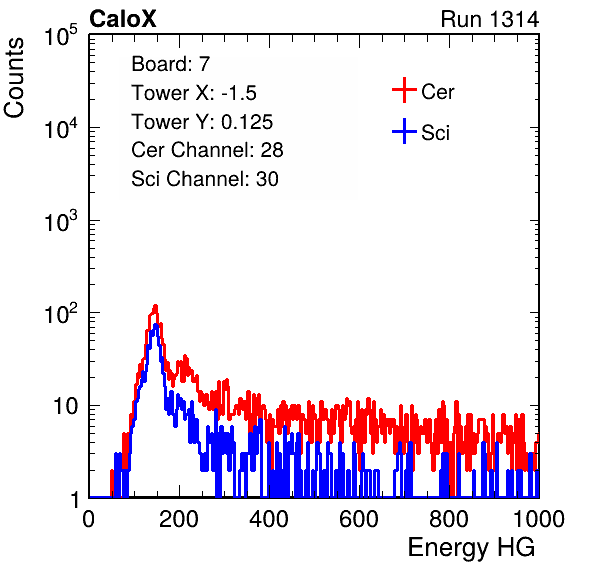 CaloX Run 1314
Board: 7
Tower X: -1.5
Tower Y: 0.125
Cer Channel: 28
Sci Channel: 30
Cer
Sci
Counts
10^5
10^4
10^3
10^2
10
1
0 200 400 600 800 1000
Energy HG